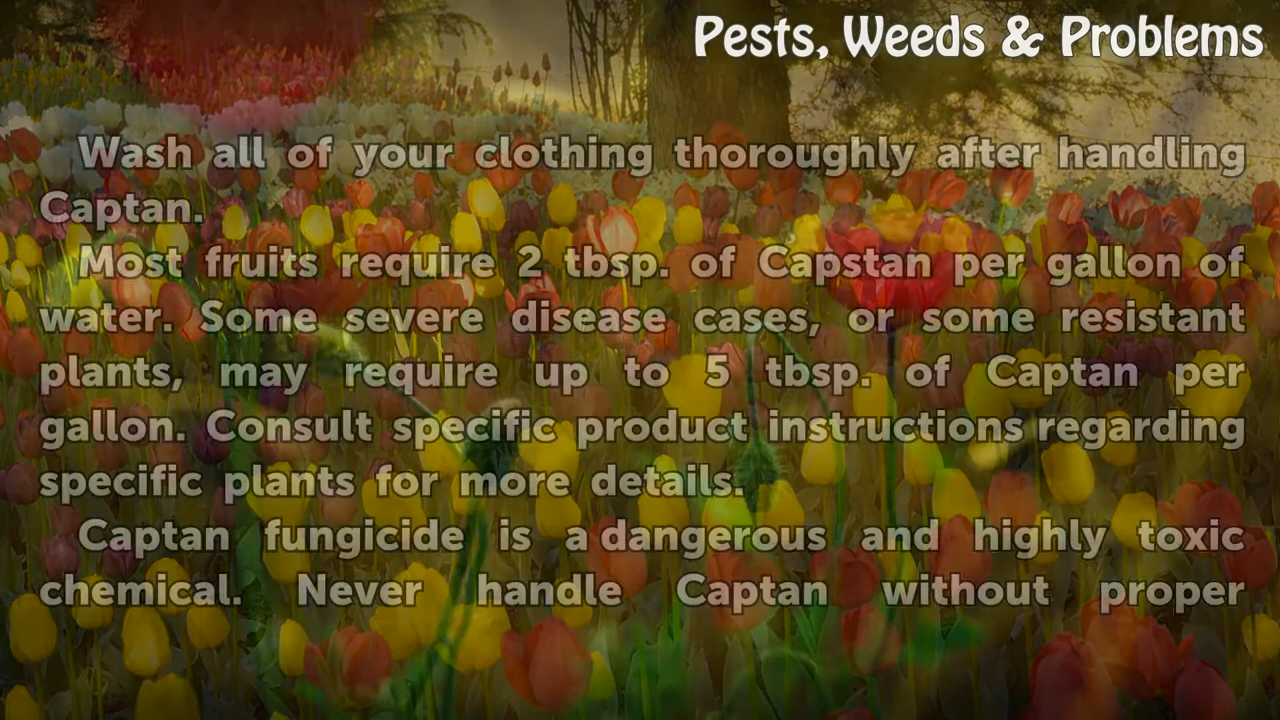 Pests, Weeds & Problems
Wash all of your clothing thoroughly after handling
Captan.
Most fruits require 2 tbsp. of Capstan per gallon of
water. Some severe disease cases, or some resistant
plants, may require up to 5 tbsp. of Captan per
gallon. Consult specific product instructions regarding
specific plants for more details.
Captan fungicide is a dangerous and highly toxic
chemical. Never handle Captan without proper